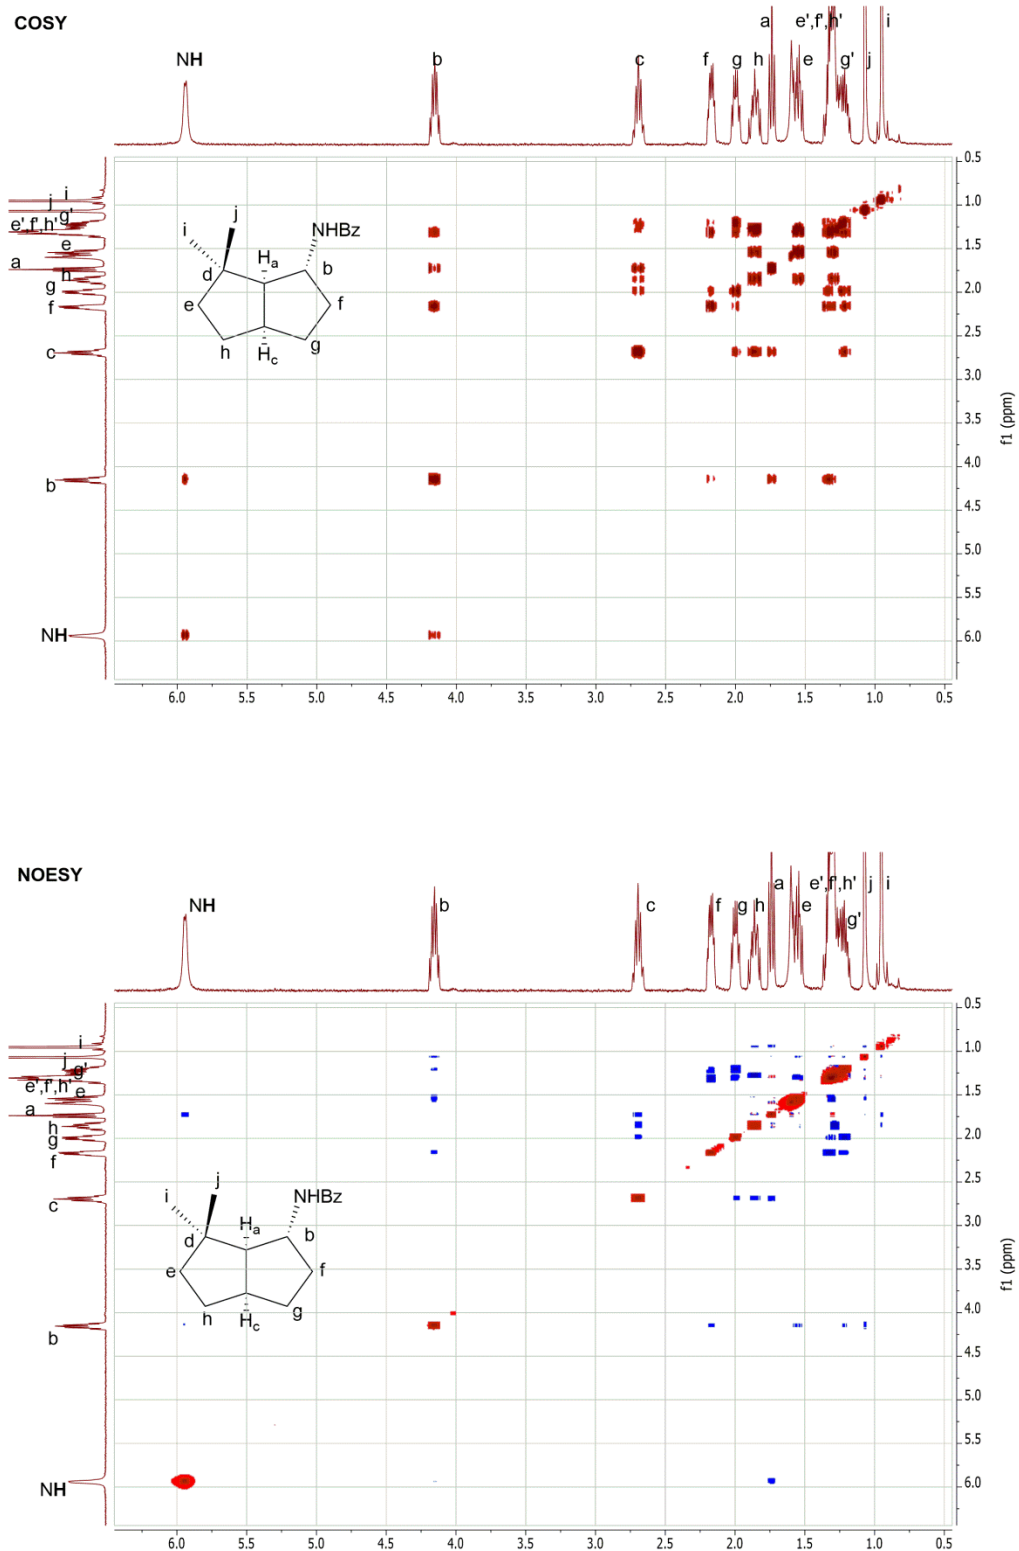 COSY
a e',f',h' i
NH b c f g h e g' j
0.5
i
j
g'
e',f',h'
e
a
h
g
f
c
b
NH
i j NHBz
Ha
d b
e f
h Hc g
1.0
1.5
2.0
2.5
3.0
3.5
4.0
4.5
5.0
5.5
6.0
f1 (ppm)
6.0 5.5 5.0 4.5 4.0 3.5 3.0 2.5 2.0 1.5 1.0 0.5
NOESY
a e',f',h' j i
NH b c f g h e g'
0.5
i
j
g'
e',f',h'
e
a
h
g
f
c
b
NH
i j NHBz
Ha
d b
e f
h Hc g
1.0
1.5
2.0
2.5
3.0
3.5
4.0
4.5
5.0
5.5
6.0
f1 (ppm)
6.0 5.5 5.0 4.5 4.0 3.5 3.0 2.5 2.0 1.5 1.0 0.5